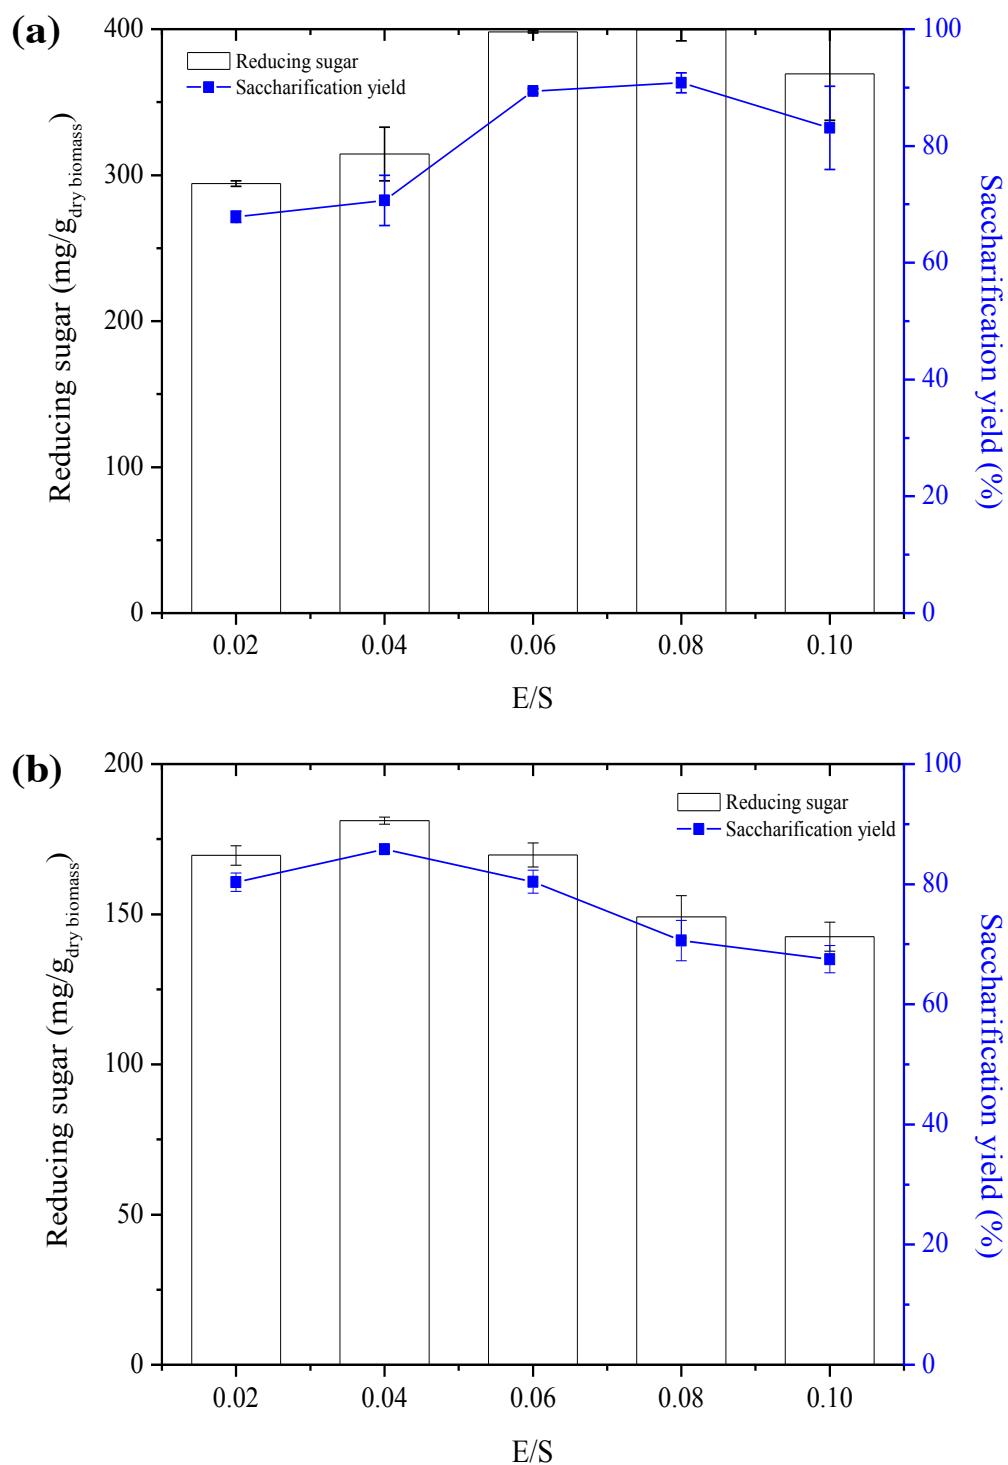 (a)
Reducing sugar
Saccharification yield
400
300
200
100
0
Reducing sugar (mg/g dry biomass)
100
80
60
40
20
0
Saccharification yield (%)
0.02 0.04 0.06 0.08 0.10
E/S
(b)
Reducing sugar
Saccharification yield
200
150
100
50
0
Reducing sugar (mg/g dry biomass)
100
80
60
40
20
0
Saccharification yield (%)
0.02 0.04 0.06 0.08 0.10
E/S